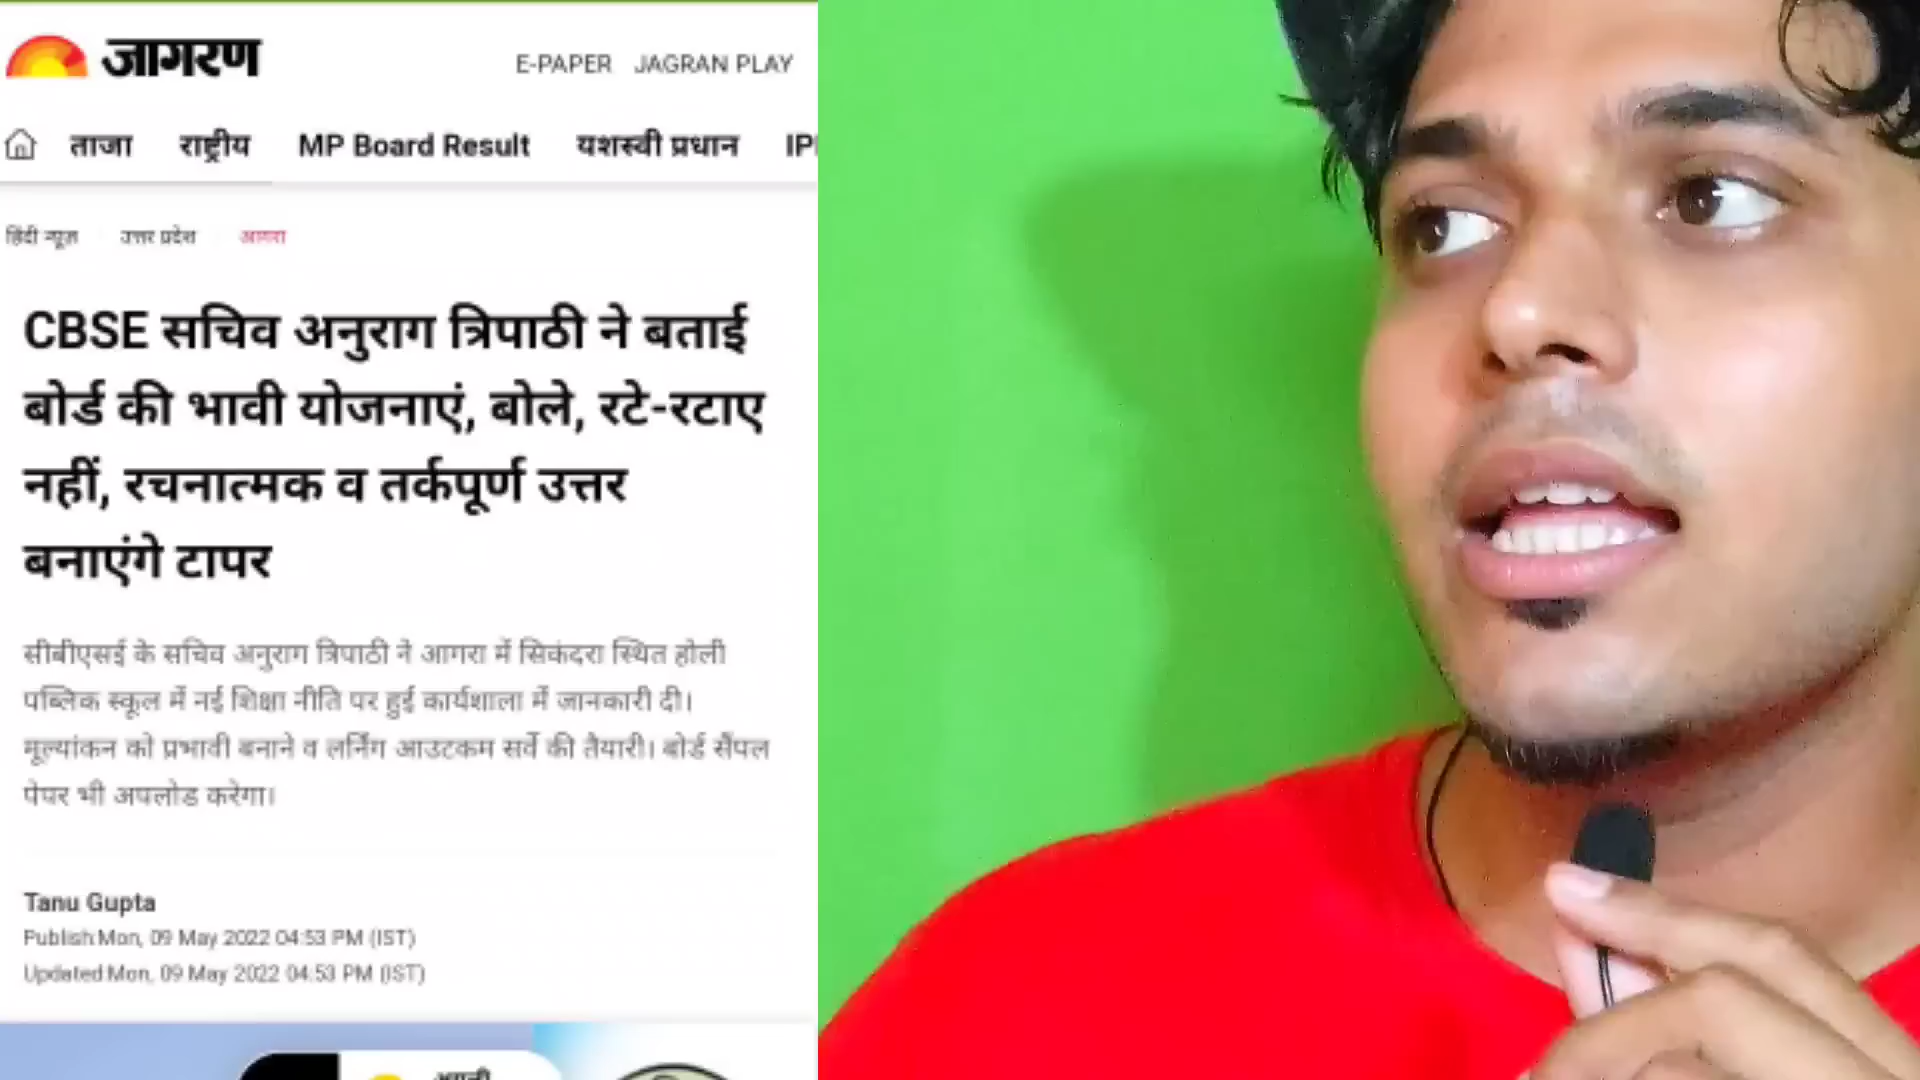 जागरण
E-PAPER JAGRAN PLAY
ताजा राष्ट्रीय MP Board Result यशस्वी प्रधान
हिंदी न्यूज़ उत्तर प्रदेश आगरा
CBSE सचिव अनुराग त्रिपाठी ने बताई
बोर्ड की भावी योजनाएं, बोले, रटे-रटाए
नहीं, रचनात्मक व तर्कपूर्ण उत्तर
बनाएंगे टापर
सीबीएसई के सचिव अनुराग त्रिपाठी ने आगरा में सिकंदरा स्थित होली
पब्लिक स्कूल में नई शिक्षा नीति पर हुई कार्यशाला में जानकारी दी।
मूल्यांकन को प्रभावी बनाने व लर्निंग आउटकम सर्वे की तैयारी। बोर्ड सैंपल
पेपर भी अपलोड करेगा।
Tanu Gupta
Publish:Mon, 09 May 2022 04:53 PM (IST)
Updated:Mon, 09 May 2022 04:53 PM (IST)